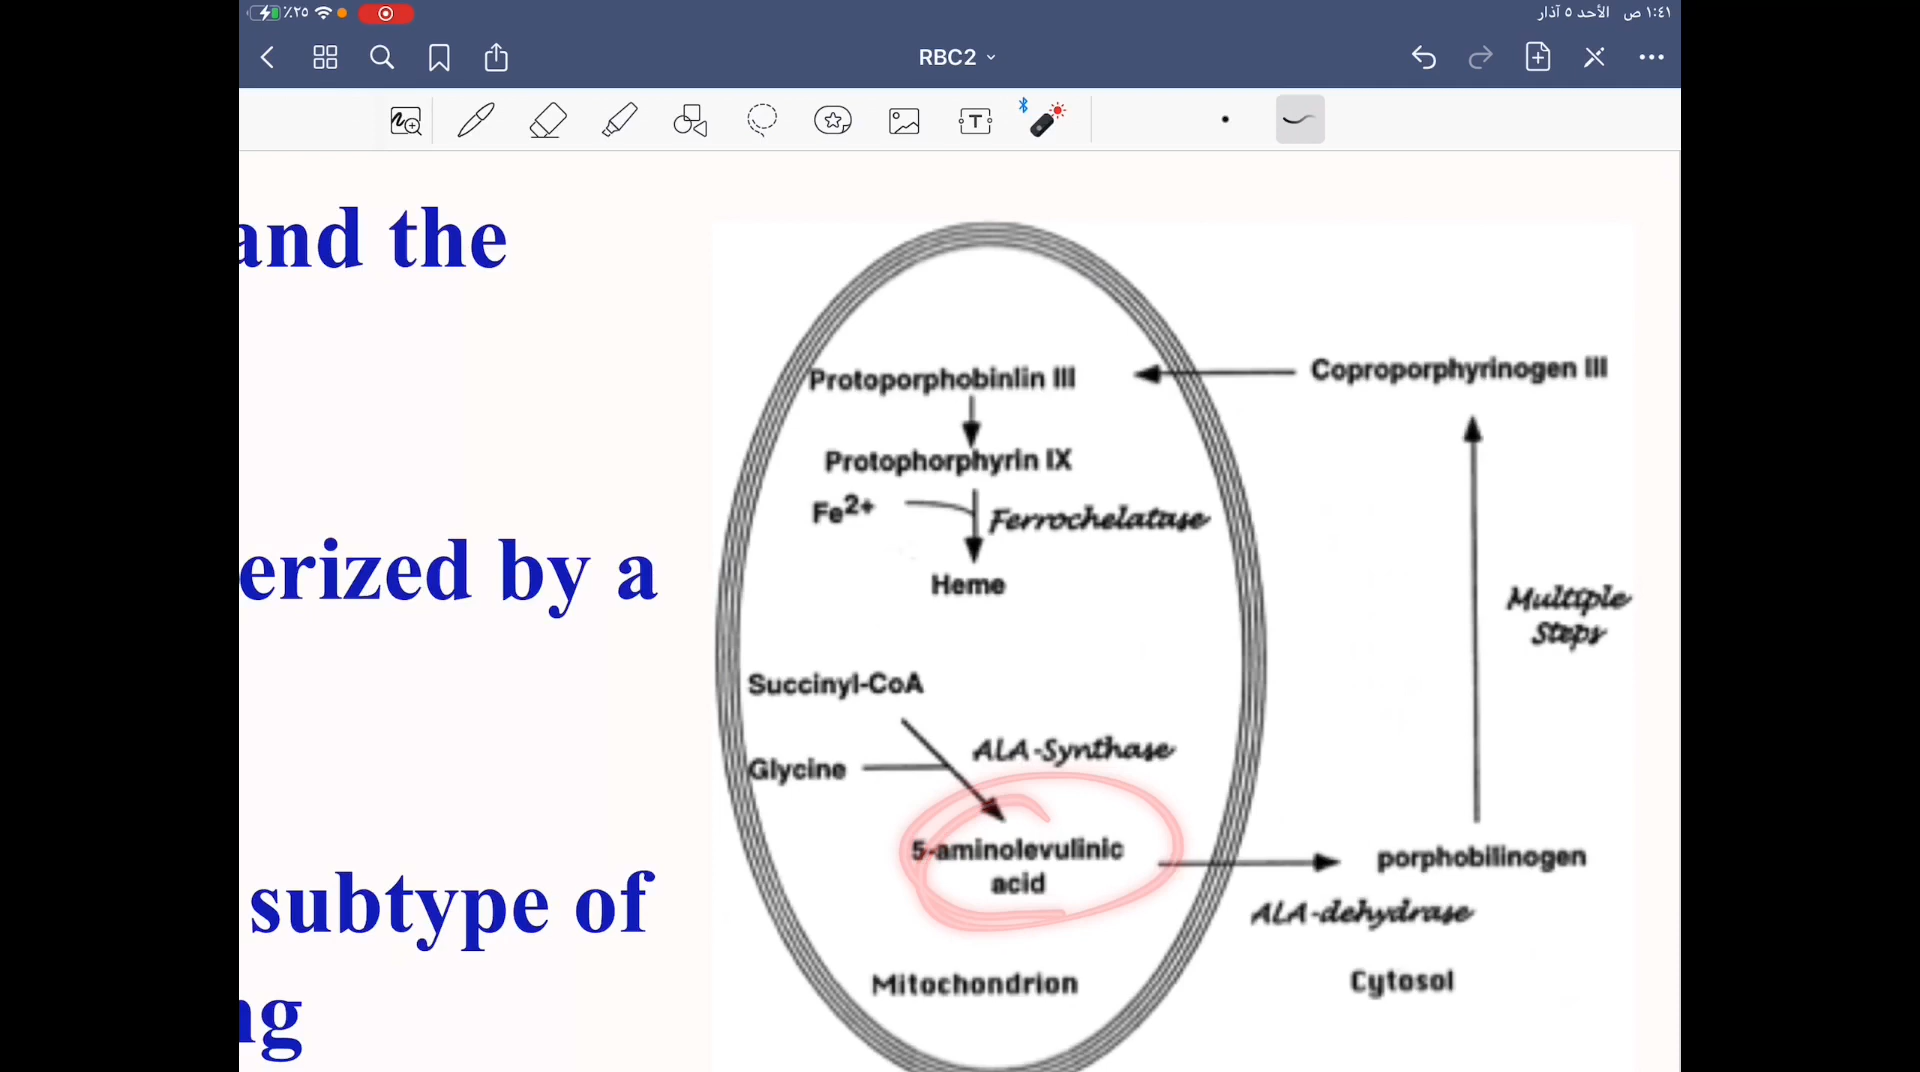 ٪٢٥
١:٤١ ص الأحد ٥ آذار
RBC2
T
and the
erized by a
subtype of
ng
Protoporphobinlin III
Coproporphyrinogen III
Protophorphyrin IX
Fe2+
Ferrochelatase
Heme
Multiple
Steps
Succinyl-CoA
ALA-Synthase
Glycine
5-aminolevulinic
acid
porphobilinogen
ALA-dehydrase
Mitochondrion
Cytosol